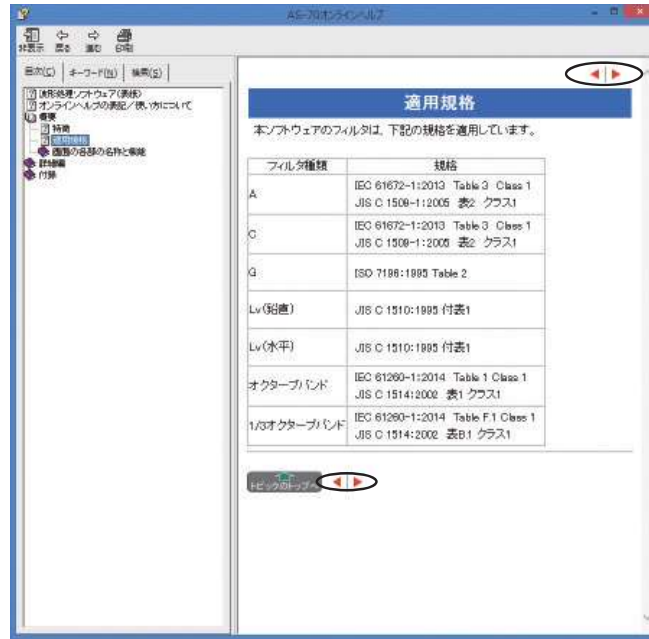 AS-70オンラインヘルプ
非表示 戻る 進む 印刷
目次(C) キーワード(N) 検索(S)
波形処理ソフトウェア(表紙)
オンラインヘルプの表記/使い方について
概要
特徴
適用規格
画面の各部の名称と機能
詳細編
付録
適用規格
本ソフトウェアのフィルタは、下記の規格を適用しています。
フィルタ種類 規格
A
IEC 61672-1:2013 Table 3 Class 1
JIS C 1509-1:2005 表2 クラス1
C
IEC 61672-1:2013 Table 3 Class 1
JIS C 1509-1:2005 表2 クラス1
G ISO 7196:1995 Table 2
Lv(鉛直) JIS C 1510:1995 付表1
Lv(水平) JIS C 1510:1995 付表1
オクターブバンド
IEC 61260-1:2014 Table 1 Class 1
JIS C 1514:2002 表1 クラス1
1/3オクターブバンド
IEC 61260-1:2014 Table F.1 Class 1
JIS C 1514:2002 表B.1 クラス1
トピックのトップへ